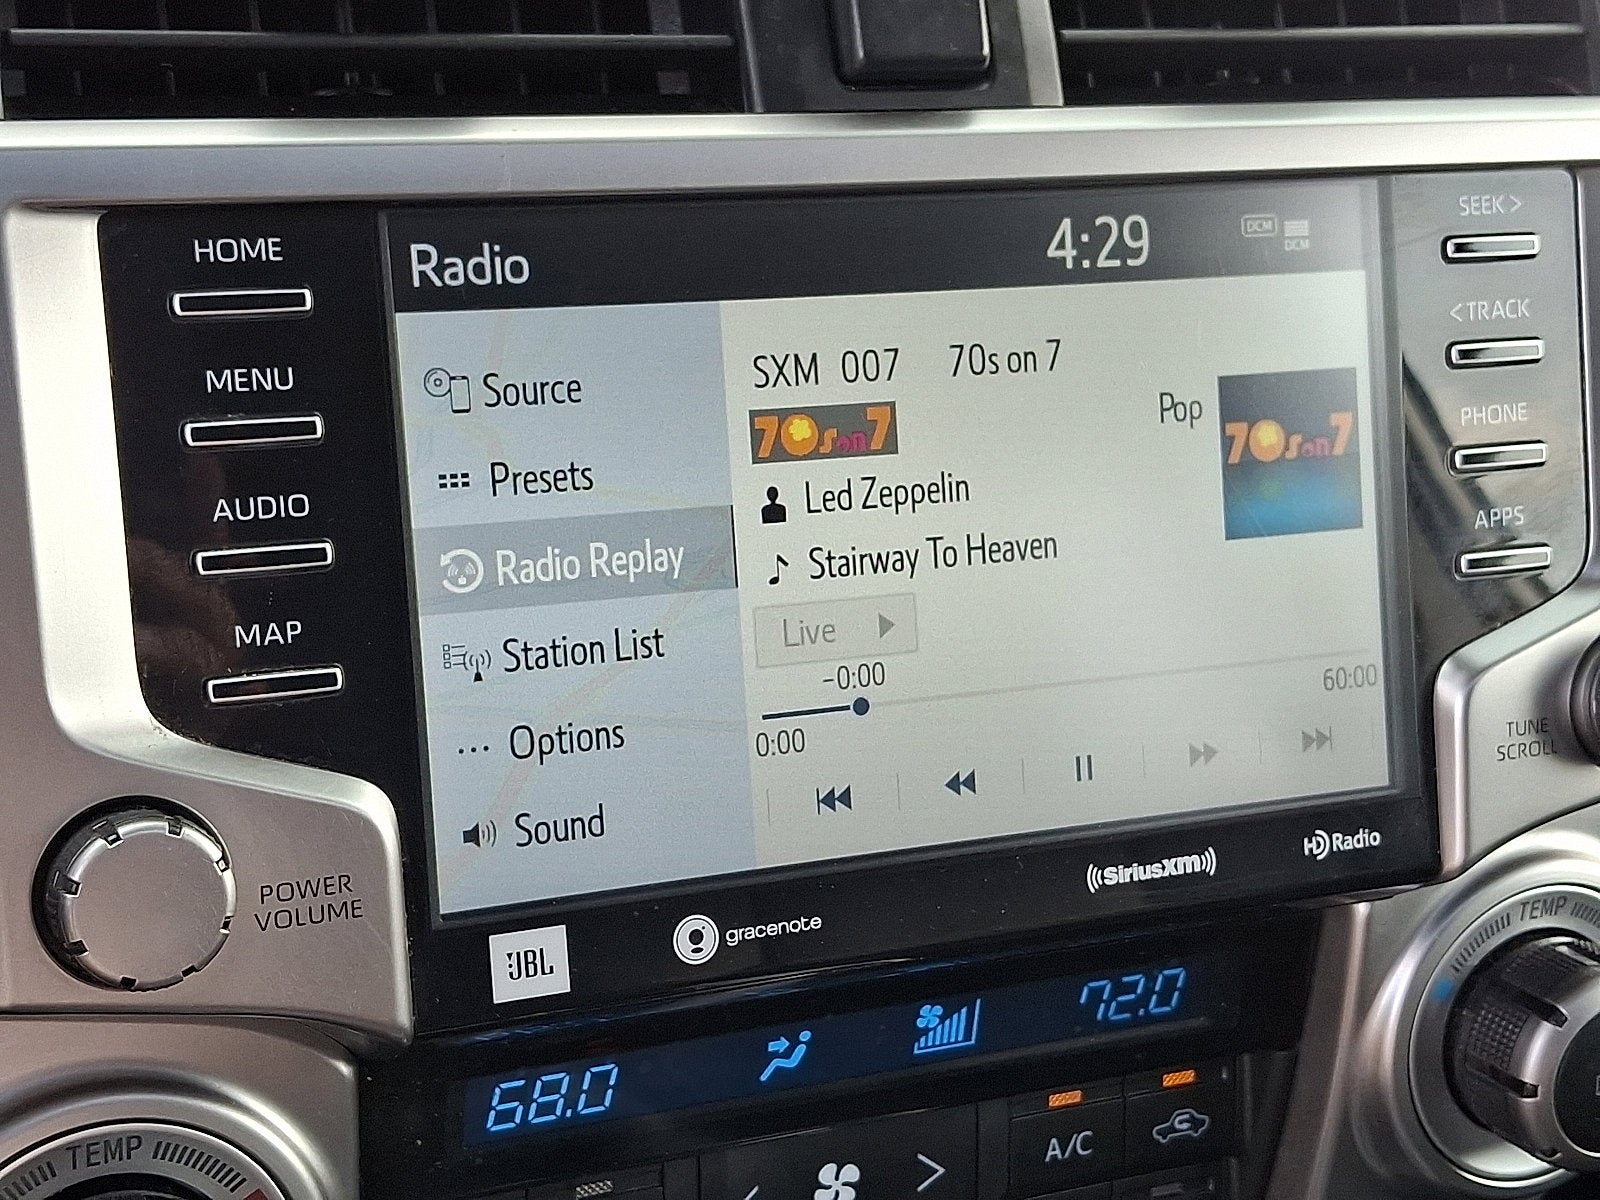 HOME
MENU
AUDIO
MAP
POWER
VOLUME
Radio
4:29
DCM
DCM
Source
Presets
Radio Replay
Station List
Options
Sound
SXM 007 70s on 7
70s on 7
Pop
70s on 7
Led Zeppelin
Stairway To Heaven
Live
-0:00
0:00
60:00
SEEK >
< TRACK
PHONE
APPS
TUNE
SCROLL
JBL
gracenote
SiriusXM
HD Radio
68.0
72.0
TEMP
TEMP
A/C